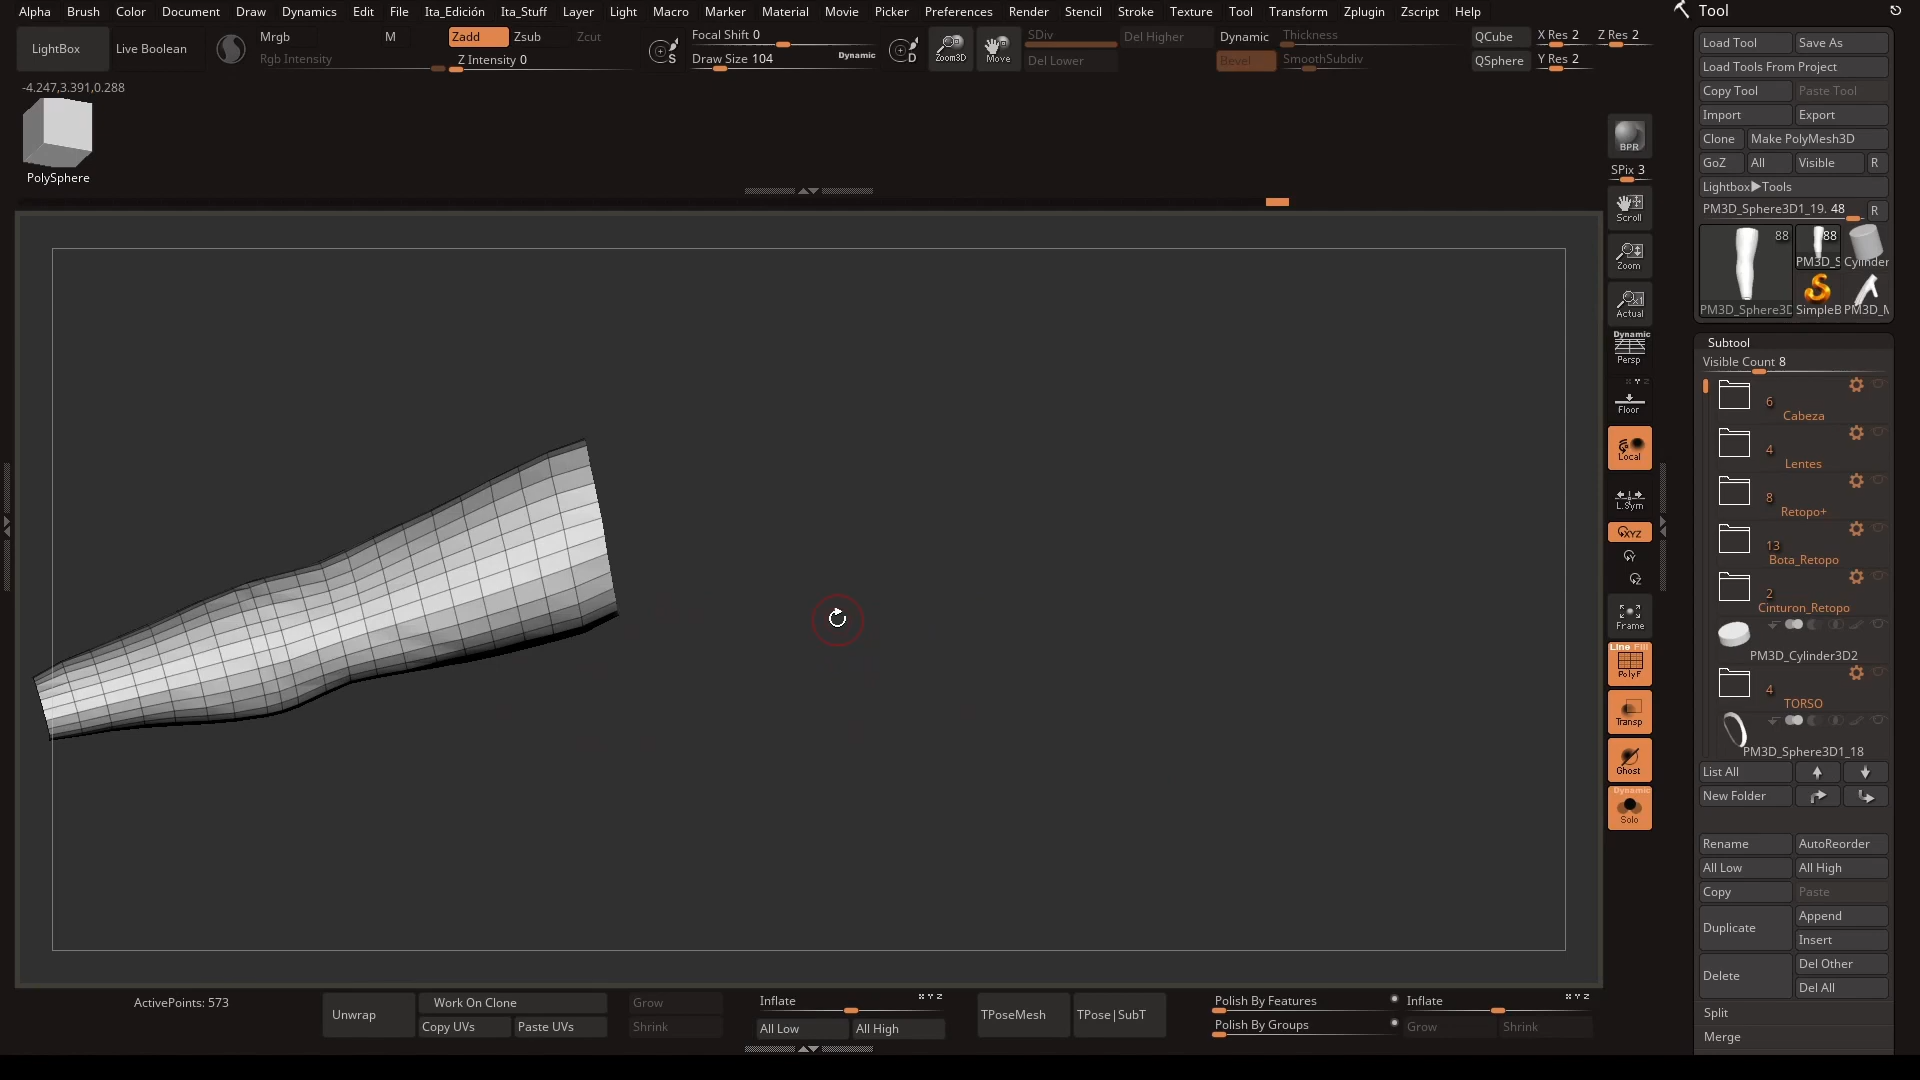 Alpha Brush Color Document Draw Dynamics Edit File Ita_Edición Ita_Stuff Layer Light Macro Marker Material Movie Picker Preferences Render Stencil Stroke Texture Tool Transform Zplugin Zscript Help
LightBox
Live Boolean
Mrgb
M
Rgb Intensity
Zadd
Zsub
Zcut
Z Intensity 0
S
Focal Shift 0
Draw Size 104
Dynamic
D
Zoom3D
Move
SDiv
Del Higher
Del Lower
Dynamic
Thickness
Bevel
SmoothSubdiv
QCube
X Res 2
Z Res 2
QSphere
Y Res 2
-4.247,3.391,0.288
PolySphere
BPR
SPix 3
Scroll
Zoom
Actual
Dynamic
Persp
X Y Z
Floor
Local
L.Sym
XYZ
Y
Z
Frame
Line Fill
PolyF
Transp
Ghost
Dynamic
Solo
Tool
Load Tool
Save As
Load Tools From Project
Copy Tool
Paste Tool
Import
Export
Clone
Make PolyMesh3D
GoZ
All
Visible
R
Lightbox▶Tools
PM3D_Sphere3D1_19. 48
R
88
88
PM3D_S
Cylinder
PM3D_Sphere3D
SimpleB
PM3D_M
Subtool
Visible Count 8
6
Cabeza
4
Lentes
8
Retopo+
13
Bota_Retopo
2
Cinturon_Retopo
PM3D_Cylinder3D2
4
TORSO
PM3D_Sphere3D1_18
List All
New Folder
Rename
AutoReorder
All Low
All High
Copy
Paste
Duplicate
Append
Insert
Delete
Del Other
Del All
Split
Merge
ActivePoints: 573
Unwrap
Work On Clone
Copy UVs
Paste UVs
Grow
Shrink
Inflate
X Y Z
All Low
All High
TPoseMesh
TPose|SubT
Polish By Features
Polish By Groups
Inflate
X Y Z
Grow
Shrink